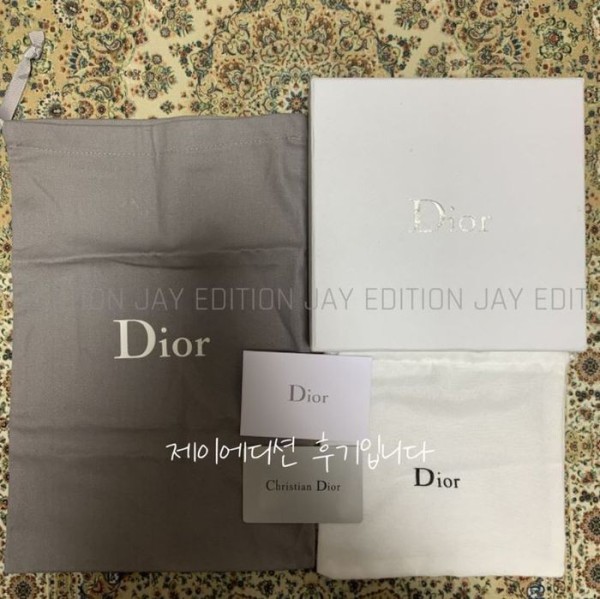 Dior
TION JAY EDITION JAY EDITION JAY EDIT
Dior
Dior
제이에디션 후기입니다
Christian Dior
Dior